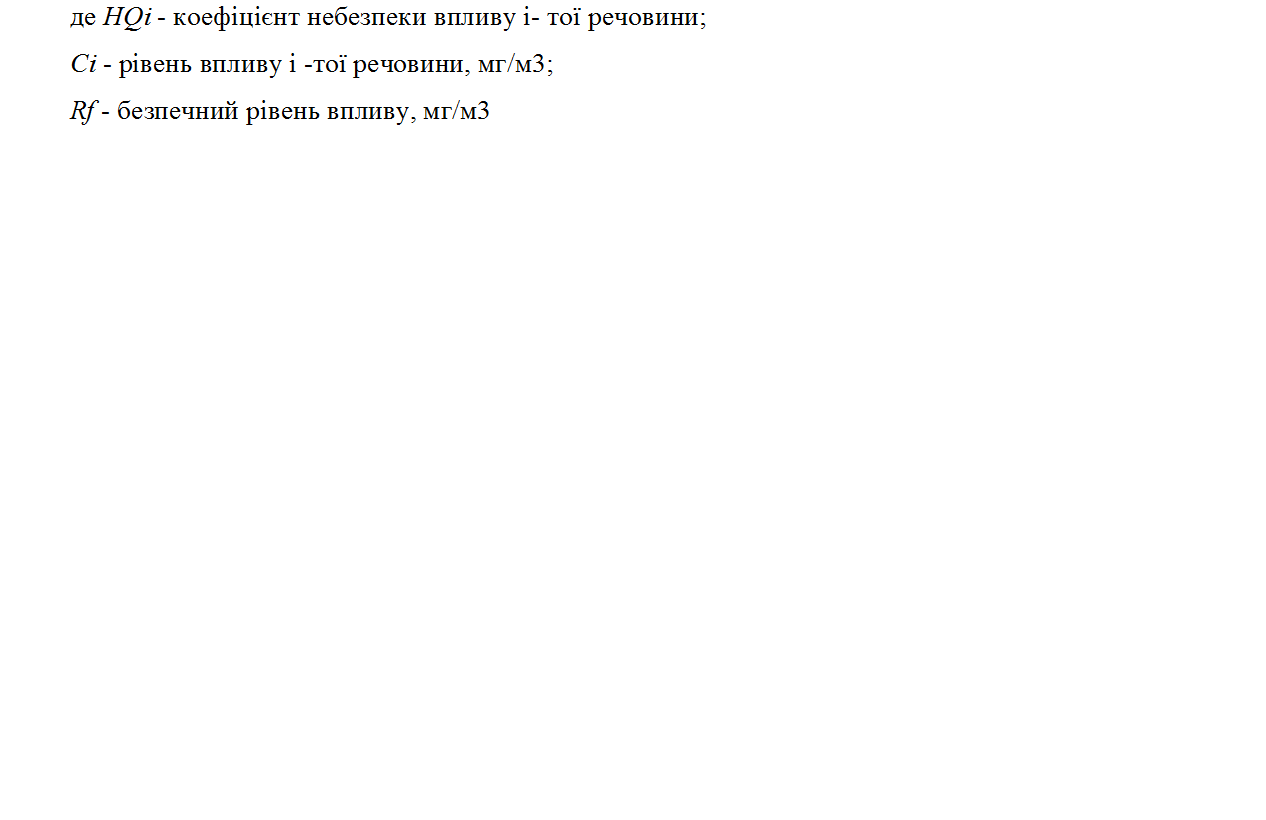 де HQi - коефіцієнт небезпеки впливу і- тої речовини;
Сі - рівень впливу і -тої речовини, мг/м3;
Rf - безпечний рівень впливу, мг/м3